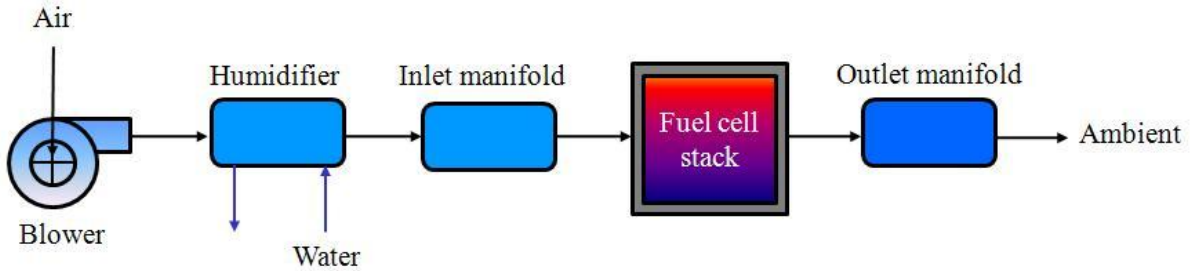 Air
Humidifier
Inlet manifold
Outlet manifold
Fuel cell
stack
Ambient
Blower
Water